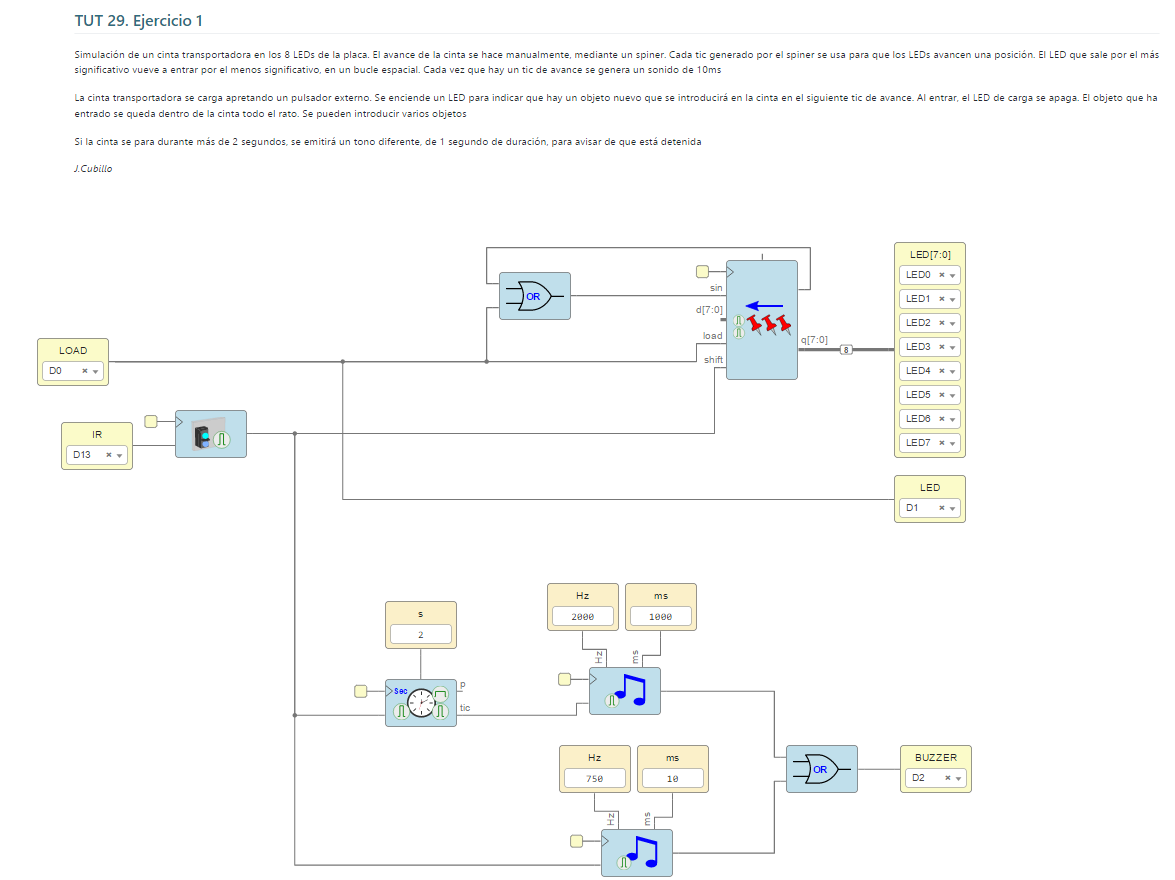 TUT 29. Ejercicio 1
Simulación de un cinta transportadora en los 8 LEDs de la placa. El avance de la cinta se hace manualmente, mediante un spiner. Cada tic generado por el spiner se usa para que los LEDs avancen una posición. El LED que sale por el más
significativo vueve a entrar por el menos significativo, en un bucle espacial. Cada vez que hay un tic de avance se genera un sonido de 10ms
La cinta transportadora se carga apretando un pulsador externo. Se enciende un LED para indicar que hay un objeto nuevo que se introducirá en la cinta en el siguiente tic de avance. Al entrar, el LED de carga se apaga. El objeto que ha
entrado se queda dentro de la cinta todo el rato. Se pueden introducir varios objetos
Si la cinta se para durante más de 2 segundos, se emitirá un tono diferente, de 1 segundo de duración, para avisar de que está detenida
J.Cubillo
LED[7:0]
LED0
LED1
LED2
LED3
LED4
LED5
LED6
LED7
OR
sin
d[7:0]
load
shift
q[7:0]
8
LOAD
D0
IR
D13
LED
D1
s
2
Sec
p
tic
Hz
2000
ms
1000
Hz
ms
Hz
750
ms
10
Hz
ms
OR
BUZZER
D2